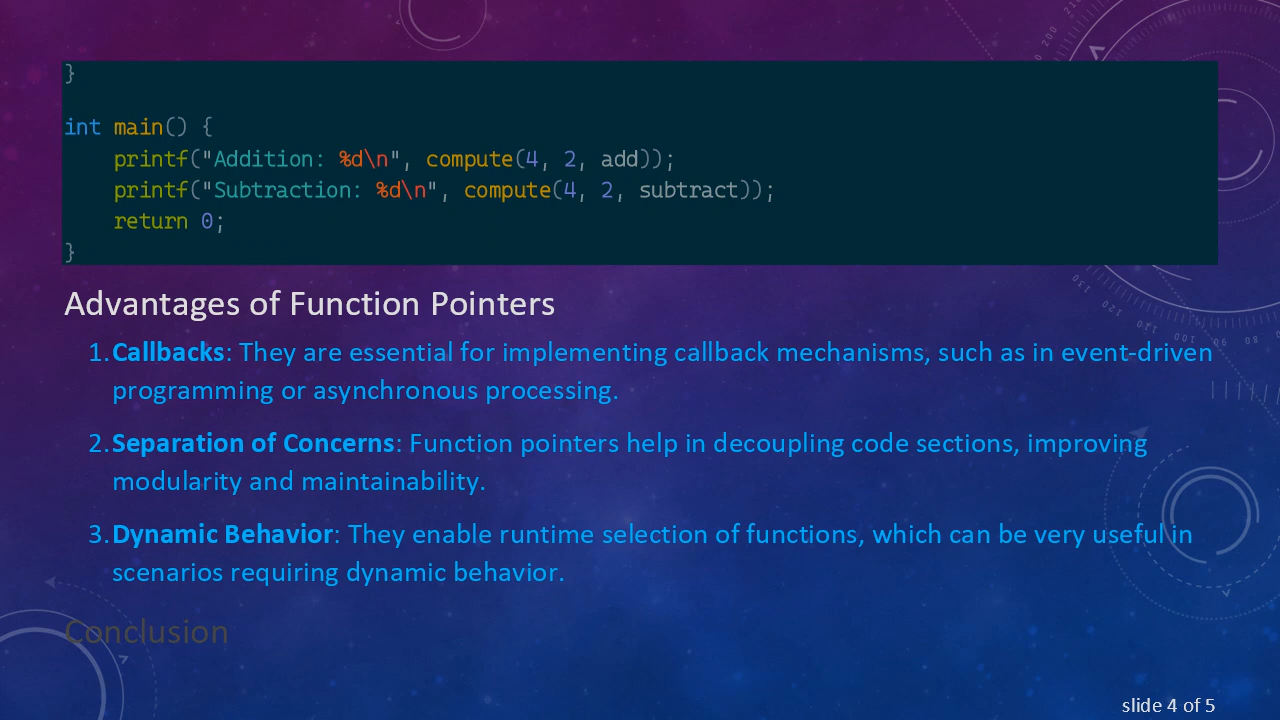 }
int main() {
    printf("Addition: %d\n", compute(4, 2, add));
    printf("Subtraction: %d\n", compute(4, 2, subtract));
    return 0;
}
Advantages of Function Pointers
1. Callbacks: They are essential for implementing callback mechanisms, such as in event-driven
programming or asynchronous processing.
2. Separation of Concerns: Function pointers help in decoupling code sections, improving
modularity and maintainability.
3. Dynamic Behavior: They enable runtime selection of functions, which can be very useful in
scenarios requiring dynamic behavior.
Conclusion
slide 4 of 5